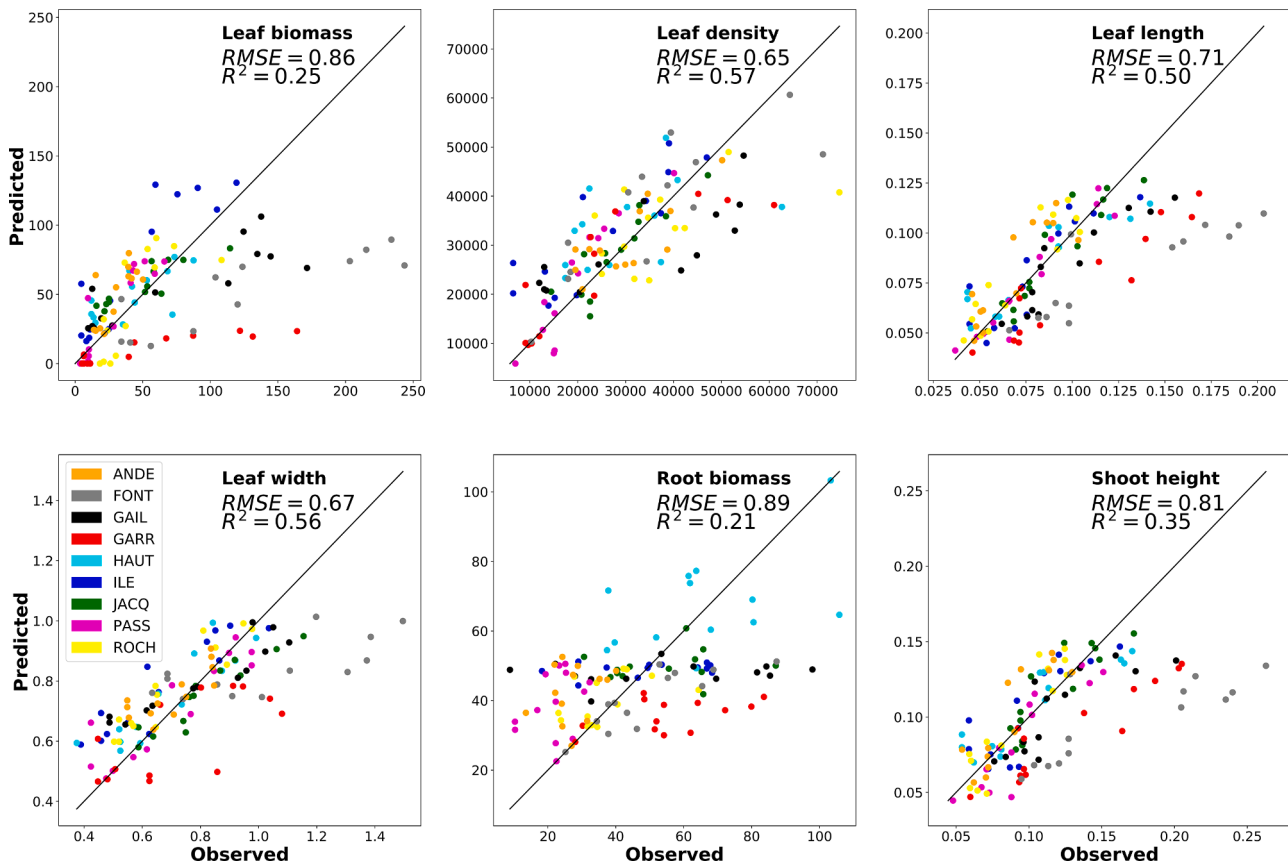 Leaf biomass
RMSE = 0.86
R² = 0.25
250
200
150
100
50
0
0 50 100 150 200 250
Predicted
Leaf density
RMSE = 0.65
R² = 0.57
70000
60000
50000
40000
30000
20000
10000
10000 20000 30000 40000 50000 60000 70000
Leaf length
RMSE = 0.71
R² = 0.50
0.200
0.175
0.150
0.125
0.100
0.075
0.050
0.025 0.050 0.075 0.100 0.125 0.150 0.175 0.200
Leaf width
RMSE = 0.67
R² = 0.56
ANDE
FONT
GAIL
GARR
HAUT
ILE
JACQ
PASS
ROCH
1.4
1.2
1.0
0.8
0.6
0.4
0.4 0.6 0.8 1.0 1.2 1.4
Predicted
Observed
Root biomass
RMSE = 0.89
R² = 0.21
100
80
60
40
20
20 40 60 80 100
Observed
Shoot height
RMSE = 0.81
R² = 0.35
0.25
0.20
0.15
0.10
0.05
0.05 0.10 0.15 0.20 0.25
Observed